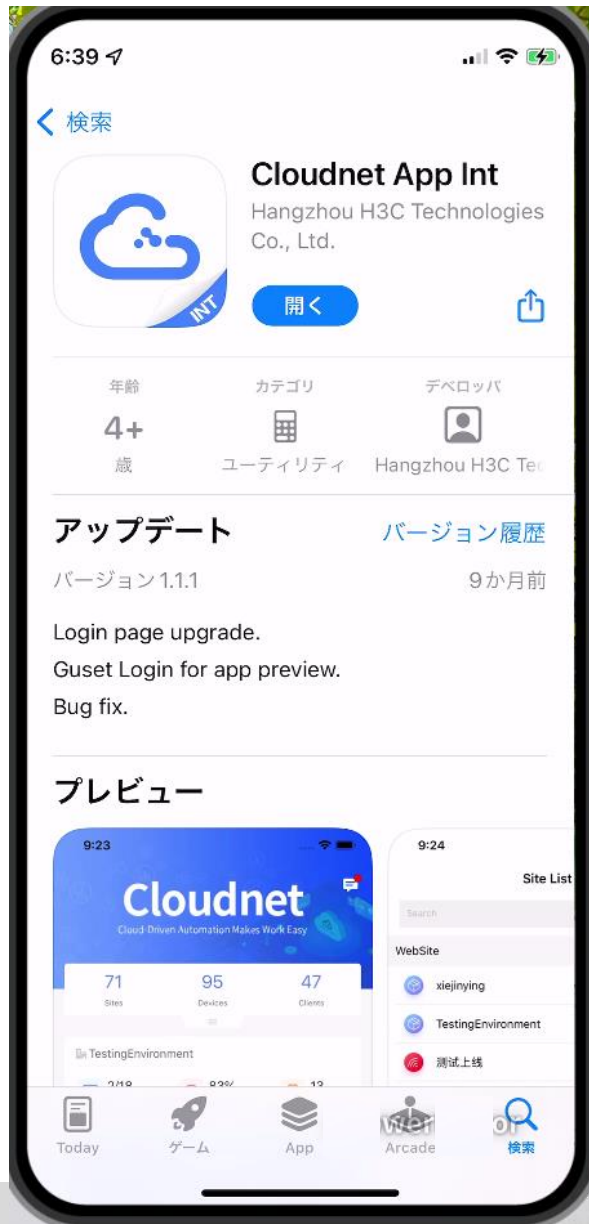 6:39
検索
Cloudnet App Int
Hangzhou H3C Technologies
Co., Ltd.
INT
開く
年齢
カテゴリ
デベロッパ
4+
歳
ユーティリティ
Hangzhou H3C Tec
アップデート
バージョン履歴
バージョン 1.1.1
9か月前
Login page upgrade.
Guset Login for app preview.
Bug fix.
プレビュー
9:23
Cloudnet
Cloud-Driven Automation Makes Work Easy
71
95
47
Sites
Devices
Clients
TestingEnvironment
2/18
83%
13
9:24
Site List
Search
WebSite
xiejinying
TestingEnvironment
测试上线
Today
ゲーム
App
Arcade
検索